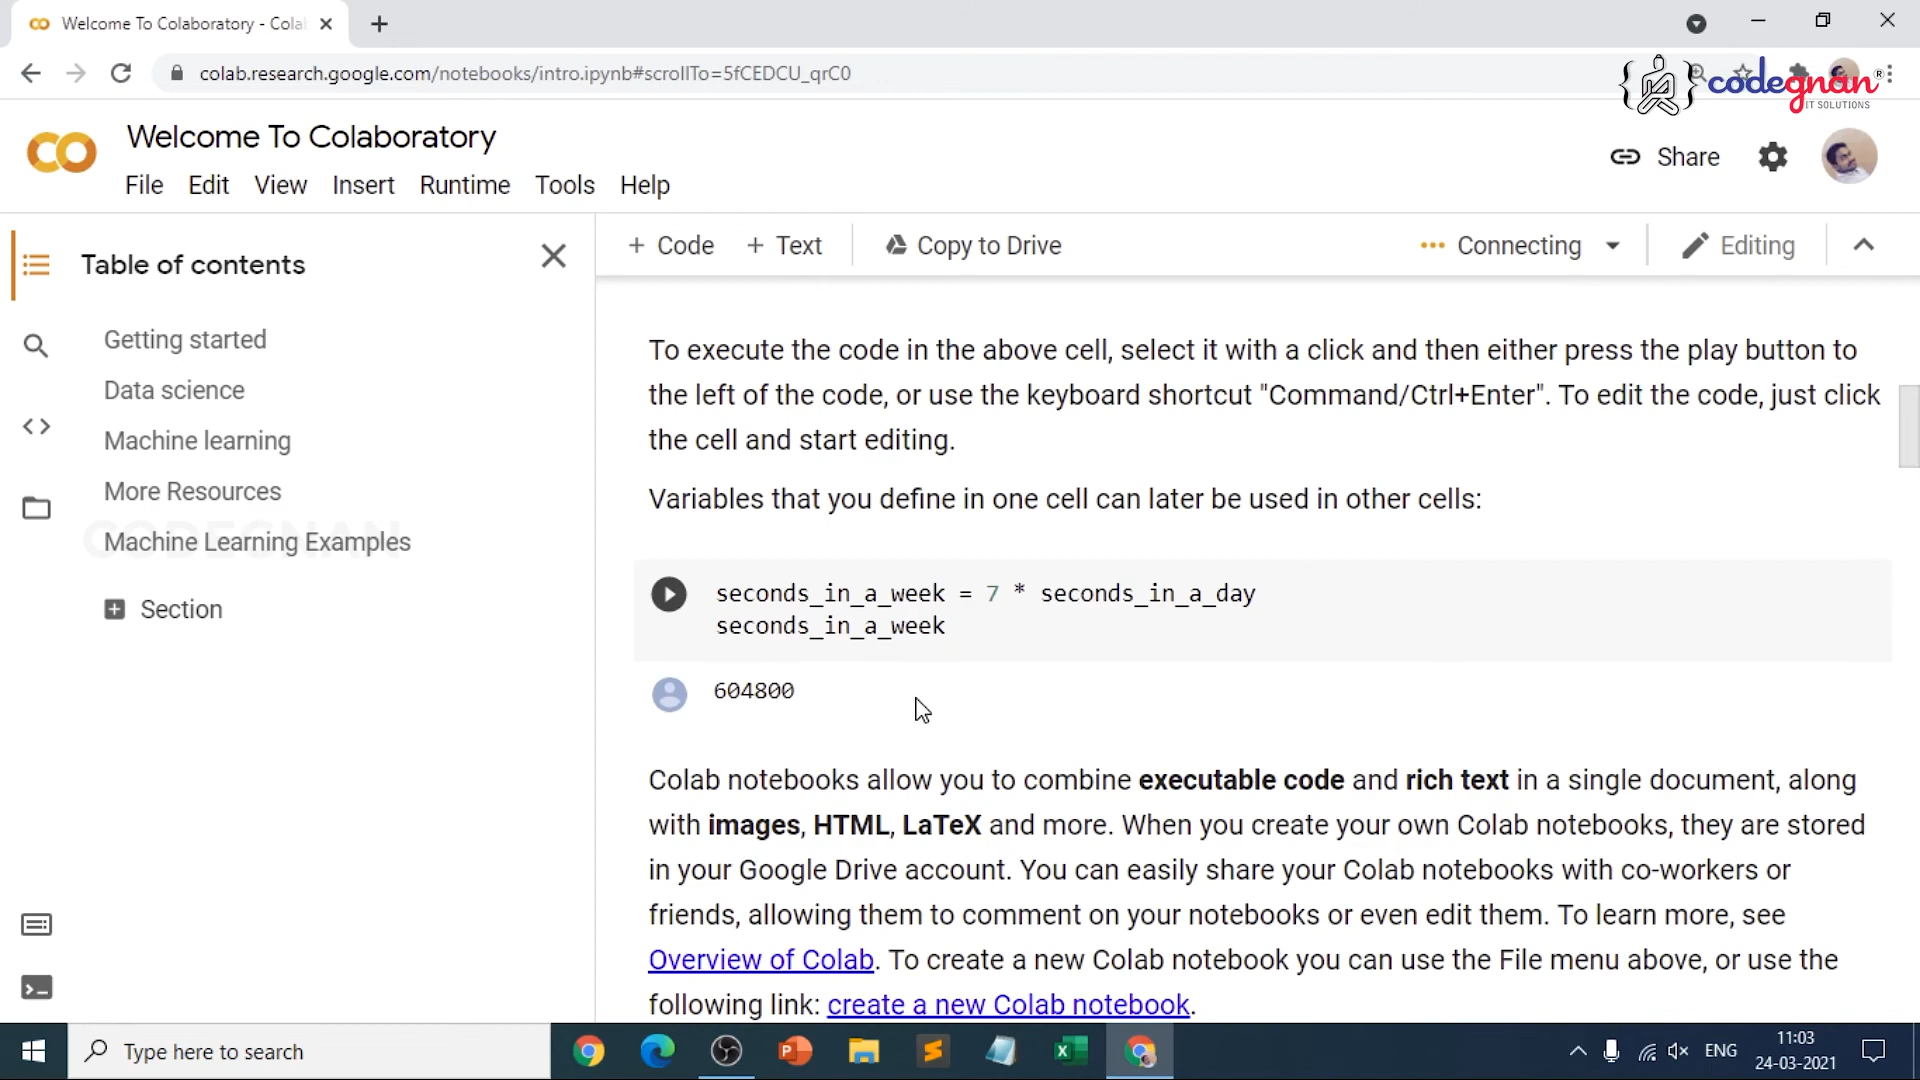 Welcome To Colaboratory - Cola
colab.research.google.com/notebooks/intro.ipynb#scrollTo=5fCEDCU_qrC0
codegnan®
IT SOLUTIONS
CO
Welcome To Colaboratory
File Edit View Insert Runtime Tools Help
Share
+ Code + Text Copy to Drive
Connecting
Editing
Table of contents
Getting started
Data science
Machine learning
More Resources
CODEGNAN
Machine Learning Examples
Section
To execute the code in the above cell, select it with a click and then either press the play button to
the left of the code, or use the keyboard shortcut "Command/Ctrl+Enter". To edit the code, just click
the cell and start editing.
Variables that you define in one cell can later be used in other cells:
seconds_in_a_week = 7 * seconds_in_a_day
seconds_in_a_week
604800
Colab notebooks allow you to combine executable code and rich text in a single document, along
with images, HTML, LaTeX and more. When you create your own Colab notebooks, they are stored
in your Google Drive account. You can easily share your Colab notebooks with co-workers or
friends, allowing them to comment on your notebooks or even edit them. To learn more, see
Overview of Colab. To create a new Colab notebook you can use the File menu above, or use the
following link: create a new Colab notebook.
Type here to search
ENG
11:03
24-03-2021